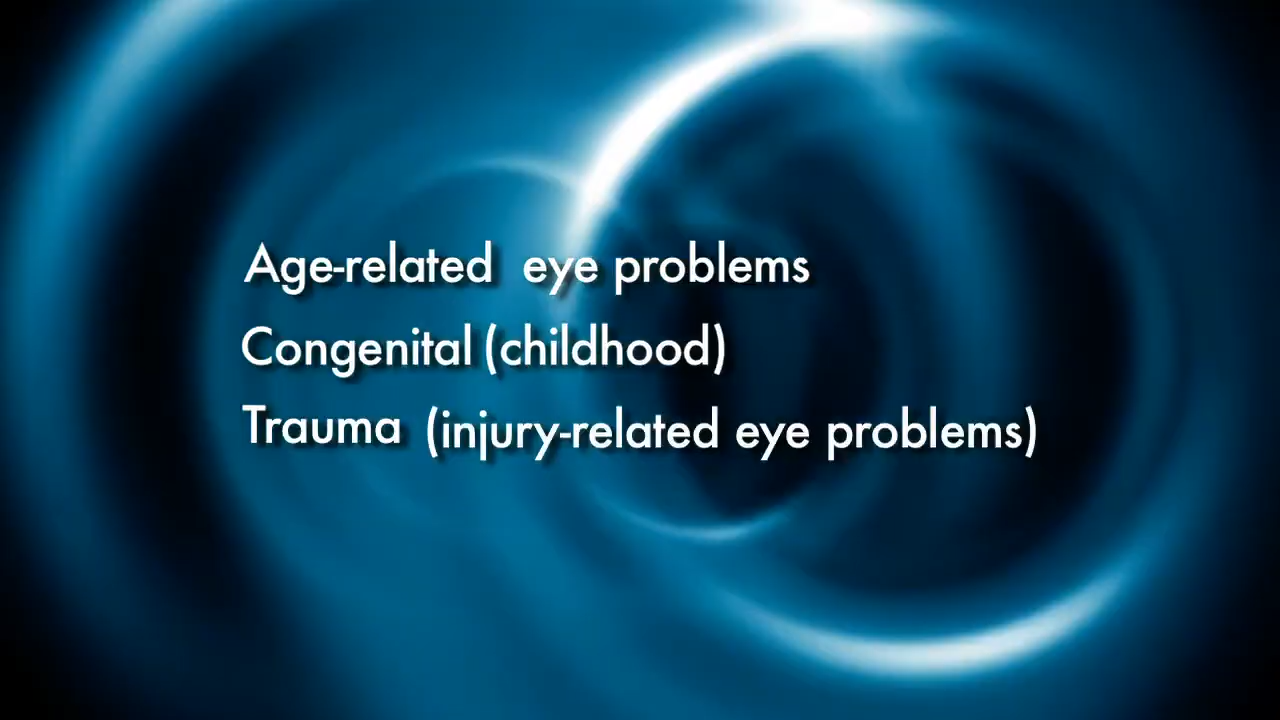 Age-related eye problems
Congenital (childhood)
Trauma (injury-related eye problems)